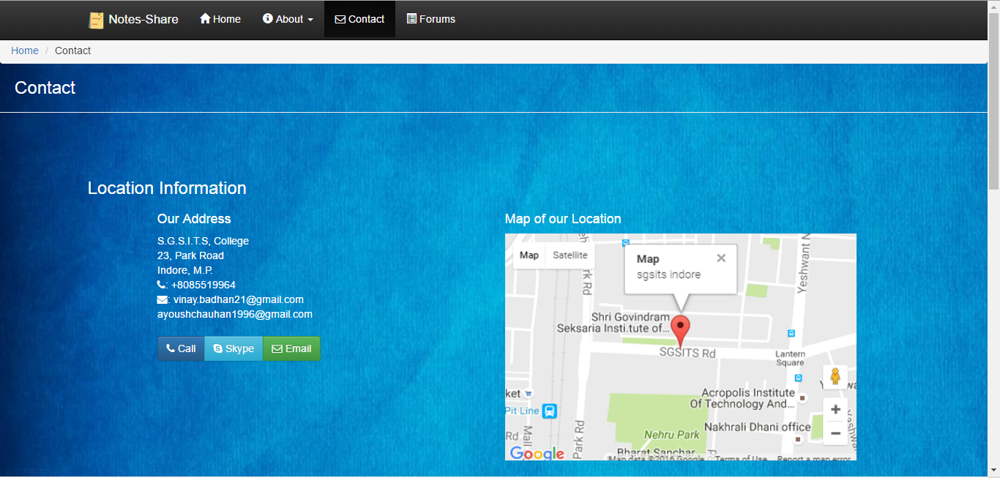 Notes-Share Home About Contact Forums
Home / Contact
Contact
Location Information
Our Address
S.G.S.I.T.S, College
23, Park Road
Indore, M.P.
: +8085519964
: vinay.badhan21@gmail.com
ayoushchauhan1996@gmail.com
Call Skype Email
Map of our Location
Map Satellite
Map
sgsits indore
Yeshwant N
rk Rd
Shri Govindram
Seksaria Insti.tute of...
SGSITS Rd
Lantern
Square
Acropolis Institute
Of Technology And...
ket
Pit Line
Nakhrali Dhani office
Nehru Park
Rd
Mall
Park Rd
Bharat Sanchar
Google
Map data ©2016 Google Terms of Use Report a map error